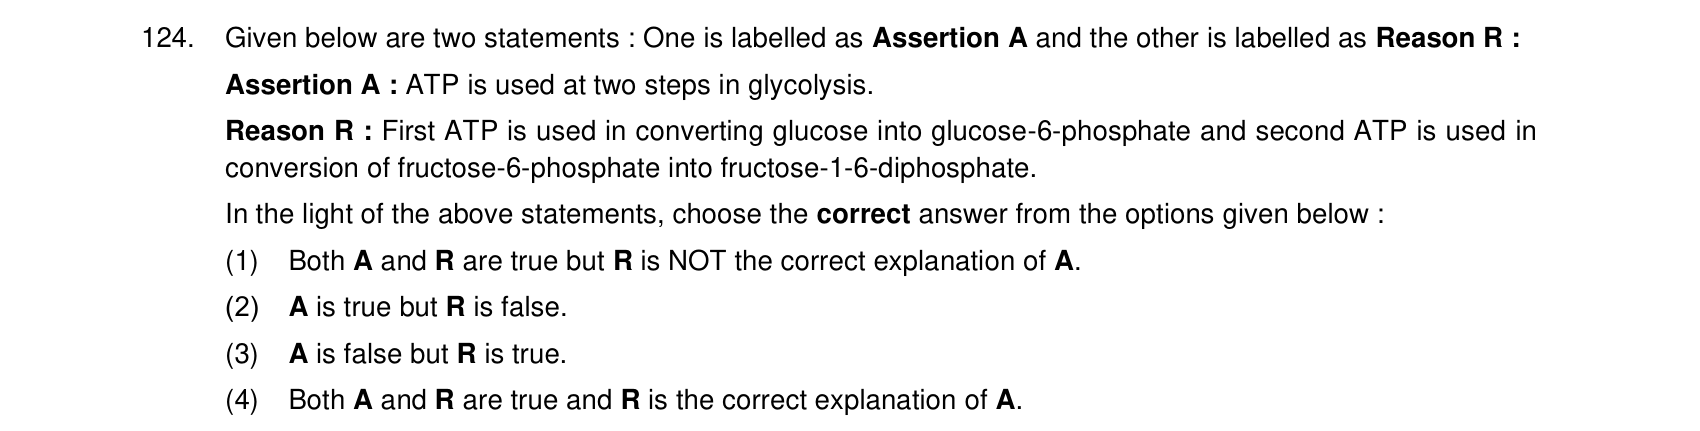 124. Given below are two statements : One is labelled as Assertion A and the other is labelled as Reason R :
Assertion A : ATP is used at two steps in glycolysis.
Reason R : First ATP is used in converting glucose into glucose-6-phosphate and second ATP is used in
conversion of fructose-6-phosphate into fructose-1-6-diphosphate.
In the light of the above statements, choose the correct answer from the options given below :
(1) Both A and R are true but R is NOT the correct explanation of A.
(2) A is true but R is false.
(3) A is false but R is true.
(4) Both A and R are true and R is the correct explanation of A.